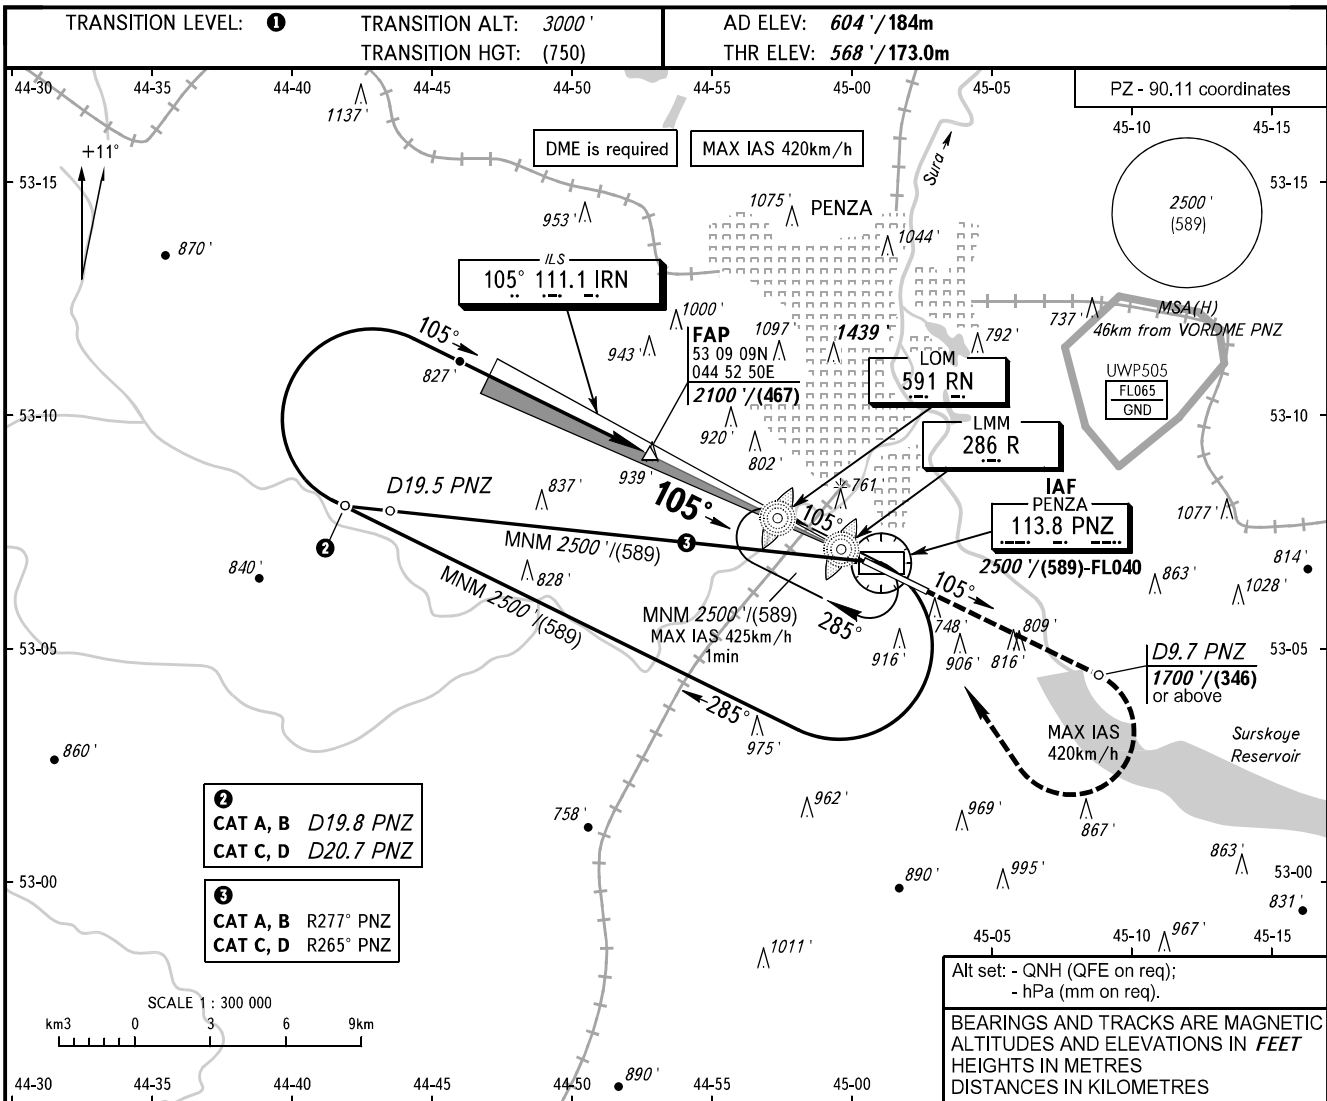 TRANSITION LEVEL: ❶
TRANSITION ALT: 3000'
TRANSITION HGT: (750)
AD ELEV: 604'/184m
THR ELEV: 568'/173.0m
44-30 44-35 44-40 44-45 44-50 44-55 45-00 45-05
PZ - 90.11 coordinates
45-10 45-15
1137'
+11°
DME is required
MAX IAS 420km/h
Sura
53-15
53-15
2500'
(589)
953'
1075'
PENZA
1044'
870'
ILS
105° 111.1 IRN
MSA(H)
46km from VORDME PNZ
737'
1000'
943'
FAP
53 09 09N
044 52 50E
2100'/(467)
1097'
1439'
792'
105°
827'
LOM
591 RN
UWP505
FL065
GND
53-10
53-10
920'
802'
LMM
286 R
939'
D19.5 PNZ
837'
105°
761'
105°
IAF
PENZA
113.8 PNZ
2500'/(589)-FL040
1077'
❷
MNM 2500'/(589)
❸
840'
828'
MNM 2500'/(589)
MNM 2500'/(589)
MAX IAS 425km/h
1min
285°
105°
748'
809'
863'
1028'
814'
916'
906'
816'
53-05
53-05
D9.7 PNZ
1700'/(346)
or above
285°
975'
MAX IAS
420km/h
Surskoye
Reservoir
860'
❷
CAT A, B D19.8 PNZ
CAT C, D D20.7 PNZ
758'
962'
969'
867'
863'
53-00
53-00
❸
CAT A, B R277° PNZ
CAT C, D R265° PNZ
890'
995'
831'
1011'
45-05 45-10 45-15
967'
SCALE 1 : 300 000
km3 0 3 6 9km
Alt set: - QNH (QFE on req);
- hPa (mm on req).
BEARINGS AND TRACKS ARE MAGNETIC
ALTITUDES AND ELEVATIONS IN FEET
HEIGHTS IN METRES
DISTANCES IN KILOMETRES
890'
44-30 44-35 44-40 44-45 44-50 44-55 45-00